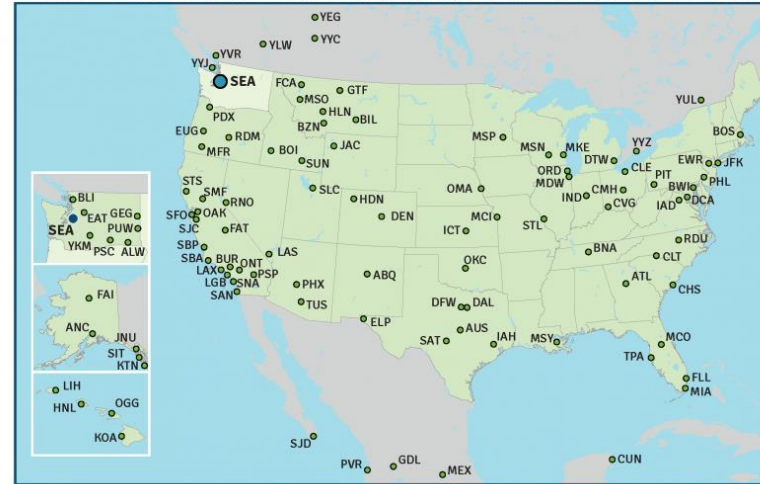 YEG
YYC
YLW
YVR
YYJ
SEA
FCA
GTF
MSO
HLN
BZN
BIL
PDX
EUG
RDM
MFR
BOI
SUN
JAC
MSP
MSN
MKE
DTW
YYZ
YUL
BOS
ORD
MDW
CLE
PIT
EWR
JFK
PHL
BWI
DCA
IAD
IND
CMH
CVG
OMA
STS
SMF
RNO
SLC
HDN
DEN
SFO
OAK
SJC
FAT
MCI
ICT
STL
SBP
SBA
BUR
ONT
LAS
LAX
LGB
SNA
PSP
SAN
PHX
TUS
ABQ
OKC
BNA
RDU
CLT
ATL
CHS
ELP
DFW
DAL
AUS
SAT
IAH
MSY
MCO
TPA
FLL
MIA
SJD
PVR
GDL
MEX
CUN
BLI
EAT
GEG
SEA
PUW
YKM
PSC
ALW
FAI
ANC
JNU
SIT
KTN
LIH
HNL
OGG
KOA